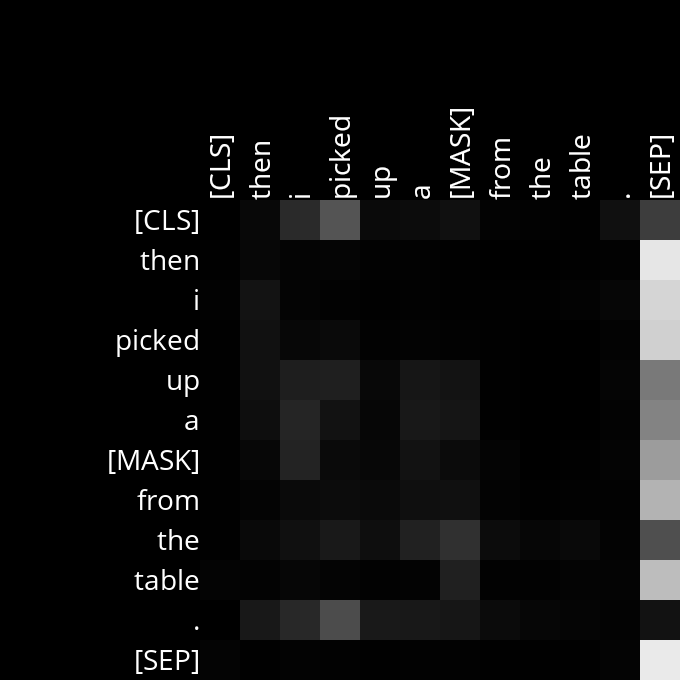 [CLS] then i picked up a [MASK] from the table . [SEP]
[CLS]
then
i
picked
up
a
[MASK]
from
the
table
.
[SEP]